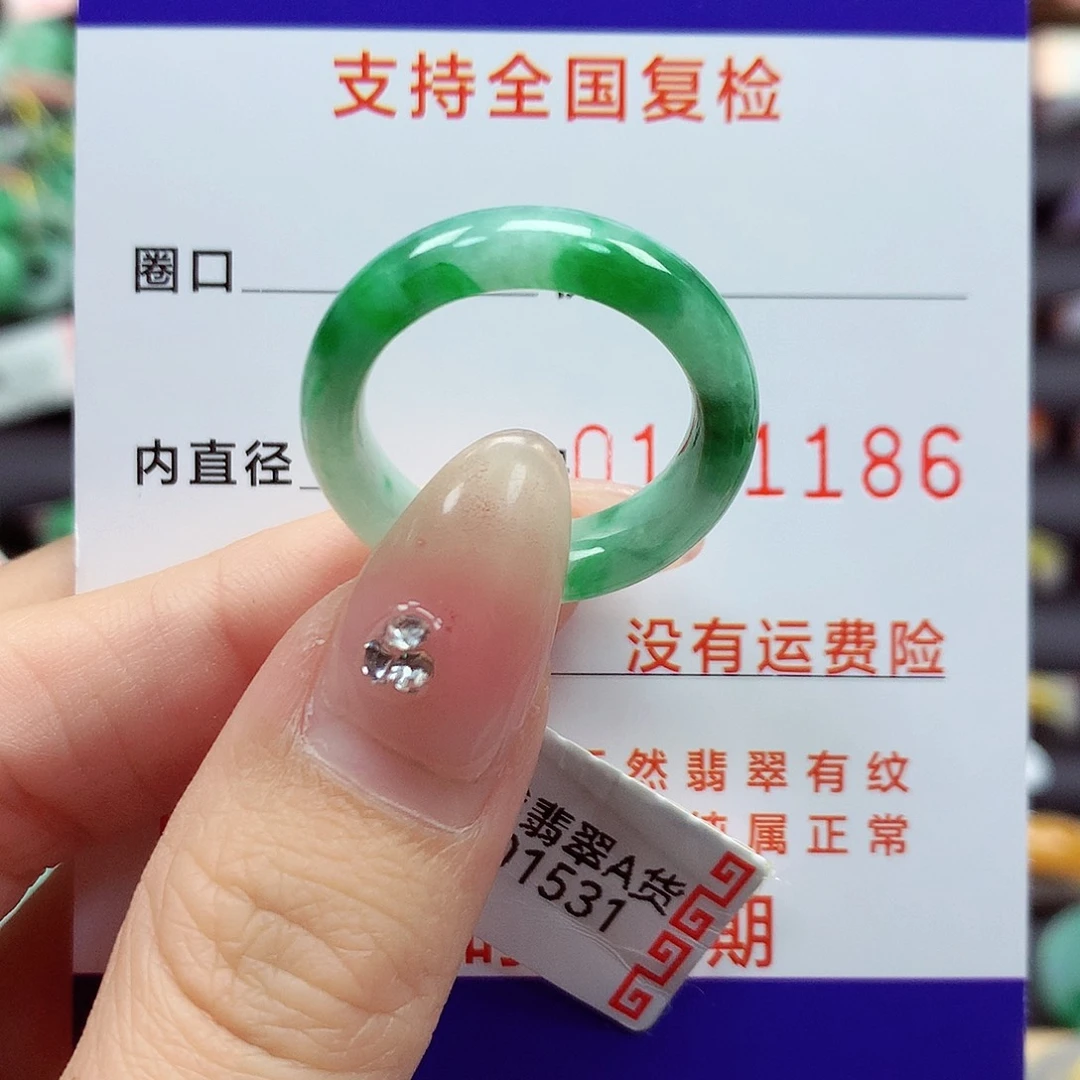 支持全国复检
圈口
内直径
01 1186
没有运费险
然翡翠有纹
属正常
期
翡翠A货
01531